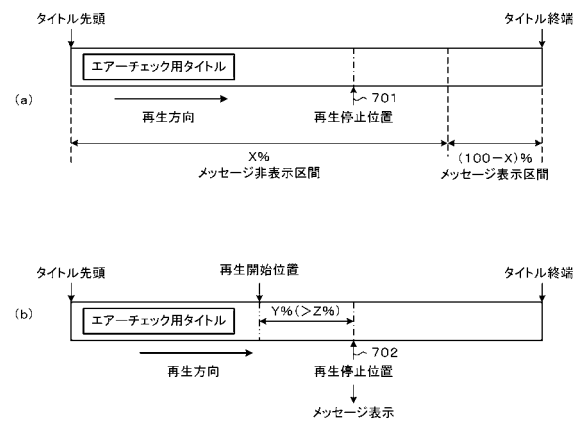 タイトル先頭
タイトル終端
エアーチェック用タイトル
(a)
701
再生方向
再生停止位置
X%
(100-X)%
メッセージ非表示区間
メッセージ表示区間
再生開始位置
タイトル先頭
タイトル終端
(b)
エアーチェック用タイトル
Y%(>Z%)
702
再生方向
再生停止位置
メッセージ表示